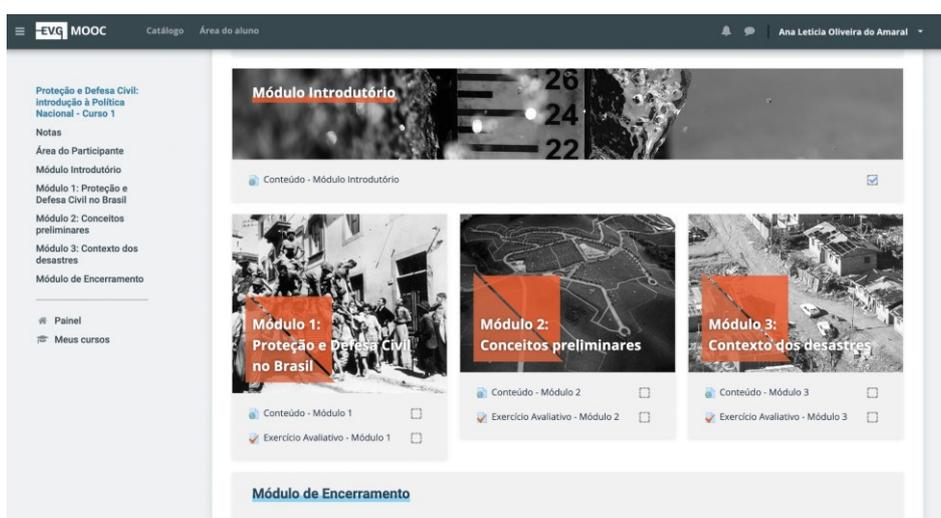 EVG MOOC
Catálogo
Área do aluno
Ana Leticia Oliveira do Amaral
Proteção e Defesa Civil:
introdução à Política
Nacional - Curso 1
Notas
Área do Participante
Módulo Introdutório
Módulo 1: Proteção e
Defesa Civil no Brasil
Módulo 2: Conceitos
preliminares
Módulo 3: Contexto dos
desastres
Módulo de Encerramento
Painel
Meus cursos
Módulo Introdutório
26
24
22
Conteúdo - Módulo Introdutório
Módulo 1:
Proteção e Defesa Civil
no Brasil
Conteúdo - Módulo 1
Exercício Avaliativo - Módulo 1
Módulo 2:
Conceitos preliminares
Conteúdo - Módulo 2
Exercício Avaliativo - Módulo 2
Módulo 3:
Contexto dos desastres
Conteúdo - Módulo 3
Exercício Avaliativo - Módulo 3
Módulo de Encerramento